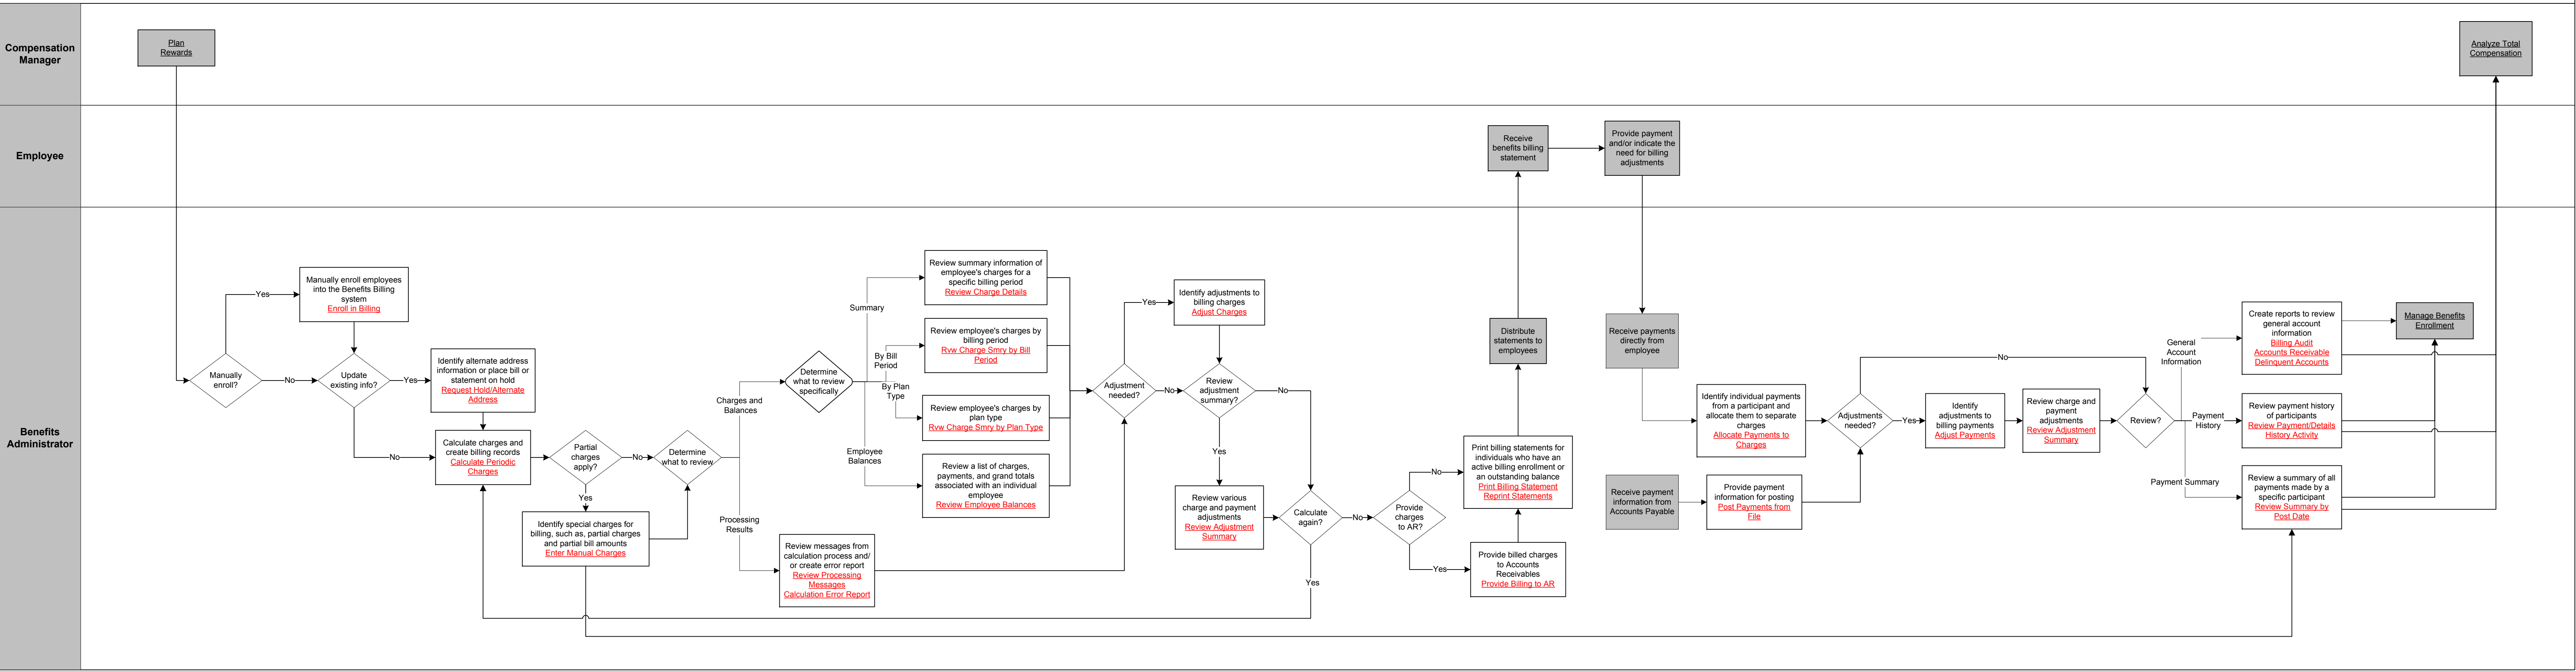 Compensation
Manager
Plan
Rewards
Analyze Total
Compensation
Employee
Receive
benefits billing
statement
Provide payment
and/or indicate the
need for billing
adjustments
Benefits
Administrator
Manually
enroll?
Yes
No
Manually enroll employees
into the Benefits Billing
system
Enroll in Billing
Update
existing info?
Yes
No
Identify alternate address
information or place bill or
statement on hold
Request Hold/Alternate
Address
Calculate charges and
create billing records
Calculate Periodic
Charges
Partial
charges
apply?
No
Yes
Identify special charges for
billing, such as, partial charges
and partial bill amounts
Enter Manual Charges
Determine
what to review
Charges and
Balances
Processing
Results
Determine
what to review
specifically
Summary
By Bill
Period
By Plan
Type
Employee
Balances
Review summary information of
employee's charges for a
specific billing period
Review Charge Details
Review employee's charges by
billing period
Rvw Charge Smry by Bill
Period
Review employee's charges by
plan type
Rvw Charge Smry by Plan Type
Review a list of charges,
payments, and grand totals
associated with an individual
employee
Review Employee Balances
Review messages from
calculation process and/
or create error report
Review Processing
Messages
Calculation Error Report
Adjustment
needed?
Yes
No
Identify adjustments to
billing charges
Adjust Charges
Review
adjustment
summary?
No
Yes
Review various
charge and payment
adjustments
Review Adjustment
Summary
Calculate
again?
No
Yes
Provide
charges
to AR?
No
Yes
Distribute
statements to
employees
Print billing statements for
individuals who have an
active billing enrollment or
an outstanding balance
Print Billing Statement
Reprint Statements
Provide billed charges
to Accounts
Receivables
Provide Billing to AR
Receive payments
directly from
employee
Receive payment
information from
Accounts Payable
Identify individual payments
from a participant and
allocate them to separate
charges
Allocate Payments to
Charges
Provide payment
information for posting
Post Payments from
File
Adjustments
needed?
No
Yes
Identify
adjustments to
billing payments
Adjust Payments
Review charge and
payment
adjustments
Review Adjustment
Summary
Review?
General
Account
Information
Payment
History
Payment Summary
Create reports to review
general account
information
Billing Audit
Accounts Receivable
Delinquent Accounts
Review payment history
of participants
Review Payment/Details
History Activity
Review a summary of all
payments made by a
specific participant
Review Summary by
Post Date
Manage Benefits
Enrollment